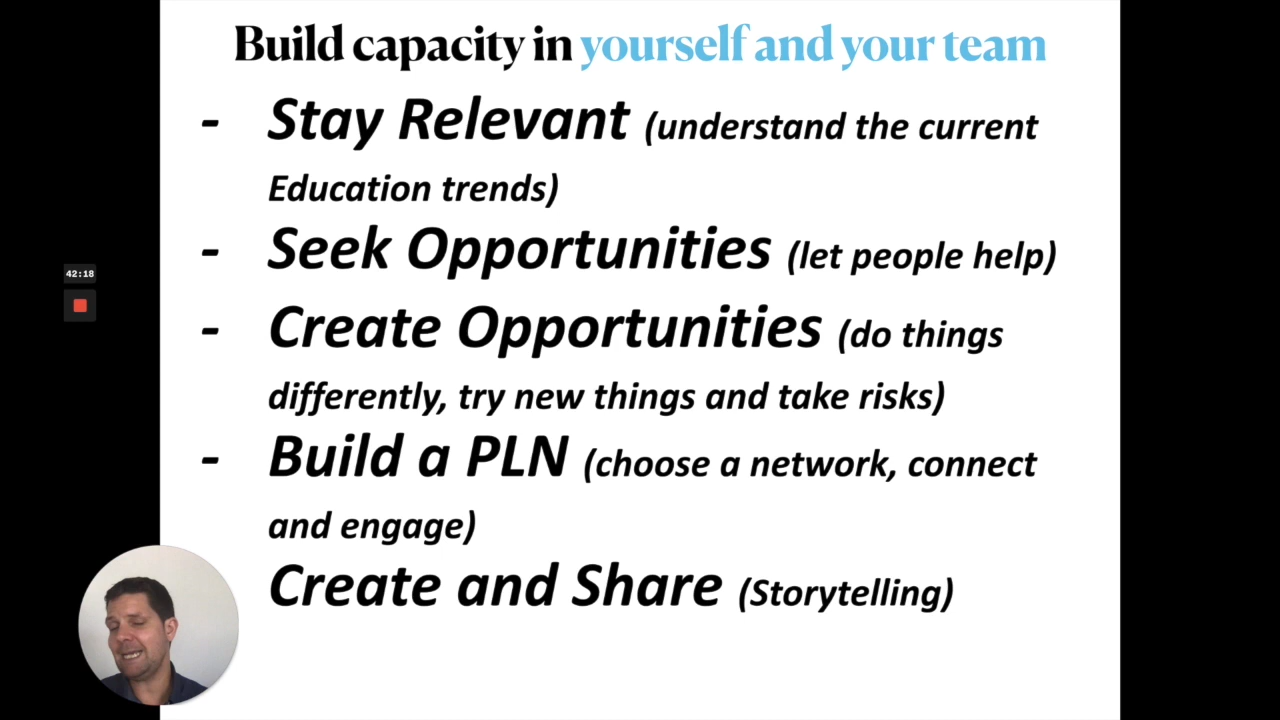 Build capacity in yourself and your team
- Stay Relevant (understand the current
Education trends)
- Seek Opportunities (let people help)
- Create Opportunities (do things
differently, try new things and take risks)
- Build a PLN (choose a network, connect
and engage)
Create and Share (Storytelling)
42:18